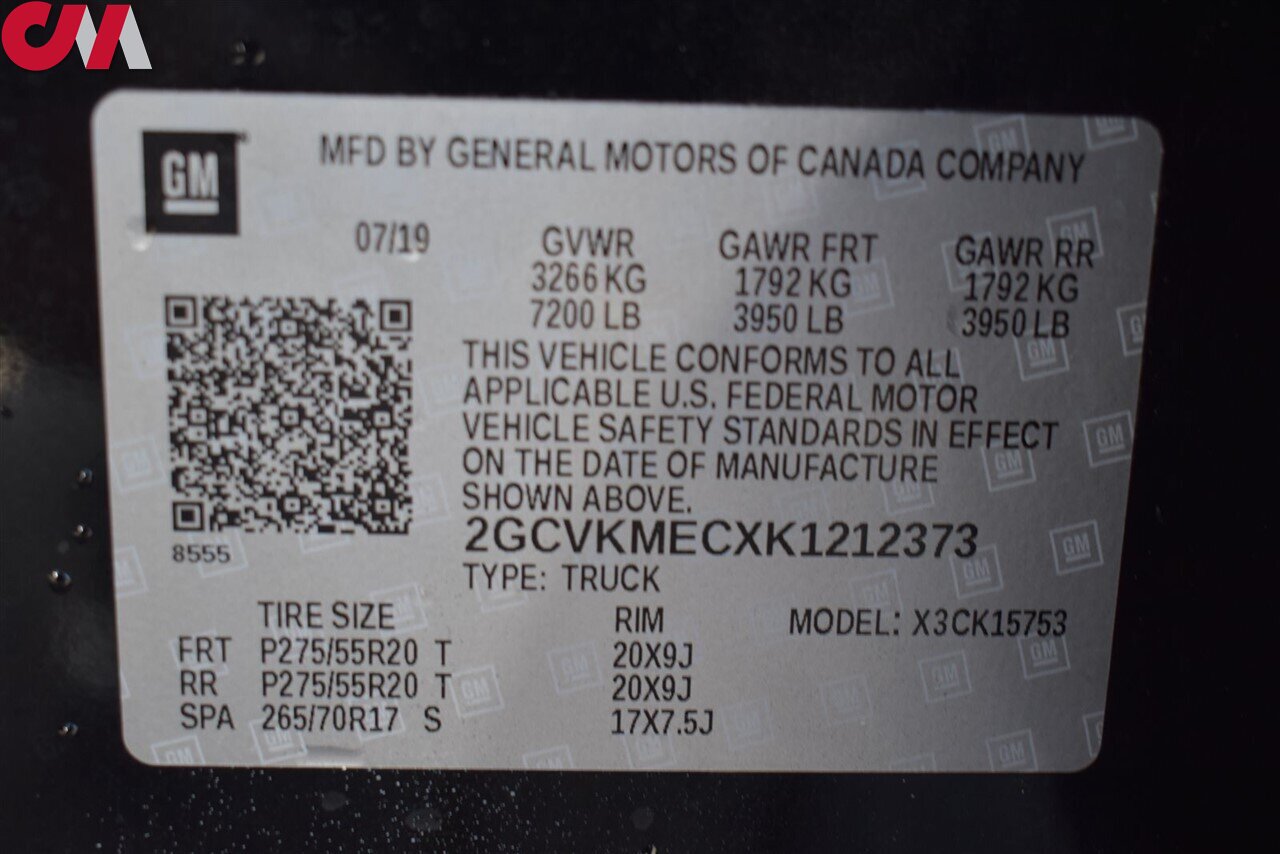 CM
GM
MFD BY GENERAL MOTORS OF CANADA COMPANY
07/19 GVWR GAWR FRT GAWR RR
3266 KG 1792 KG 1792 KG
7200 LB 3950 LB 3950 LB
THIS VEHICLE CONFORMS TO ALL
APPLICABLE U.S. FEDERAL MOTOR
VEHICLE SAFETY STANDARDS IN EFFECT
ON THE DATE OF MANUFACTURE
SHOWN ABOVE.
8555
2GCVKMECXK1212373
TYPE: TRUCK
TIRE SIZE RIM MODEL: X3CK15753
FRT P275/55R20 T 20X9J
RR P275/55R20 T 20X9J
SPA 265/70R17 S 17X7.5J